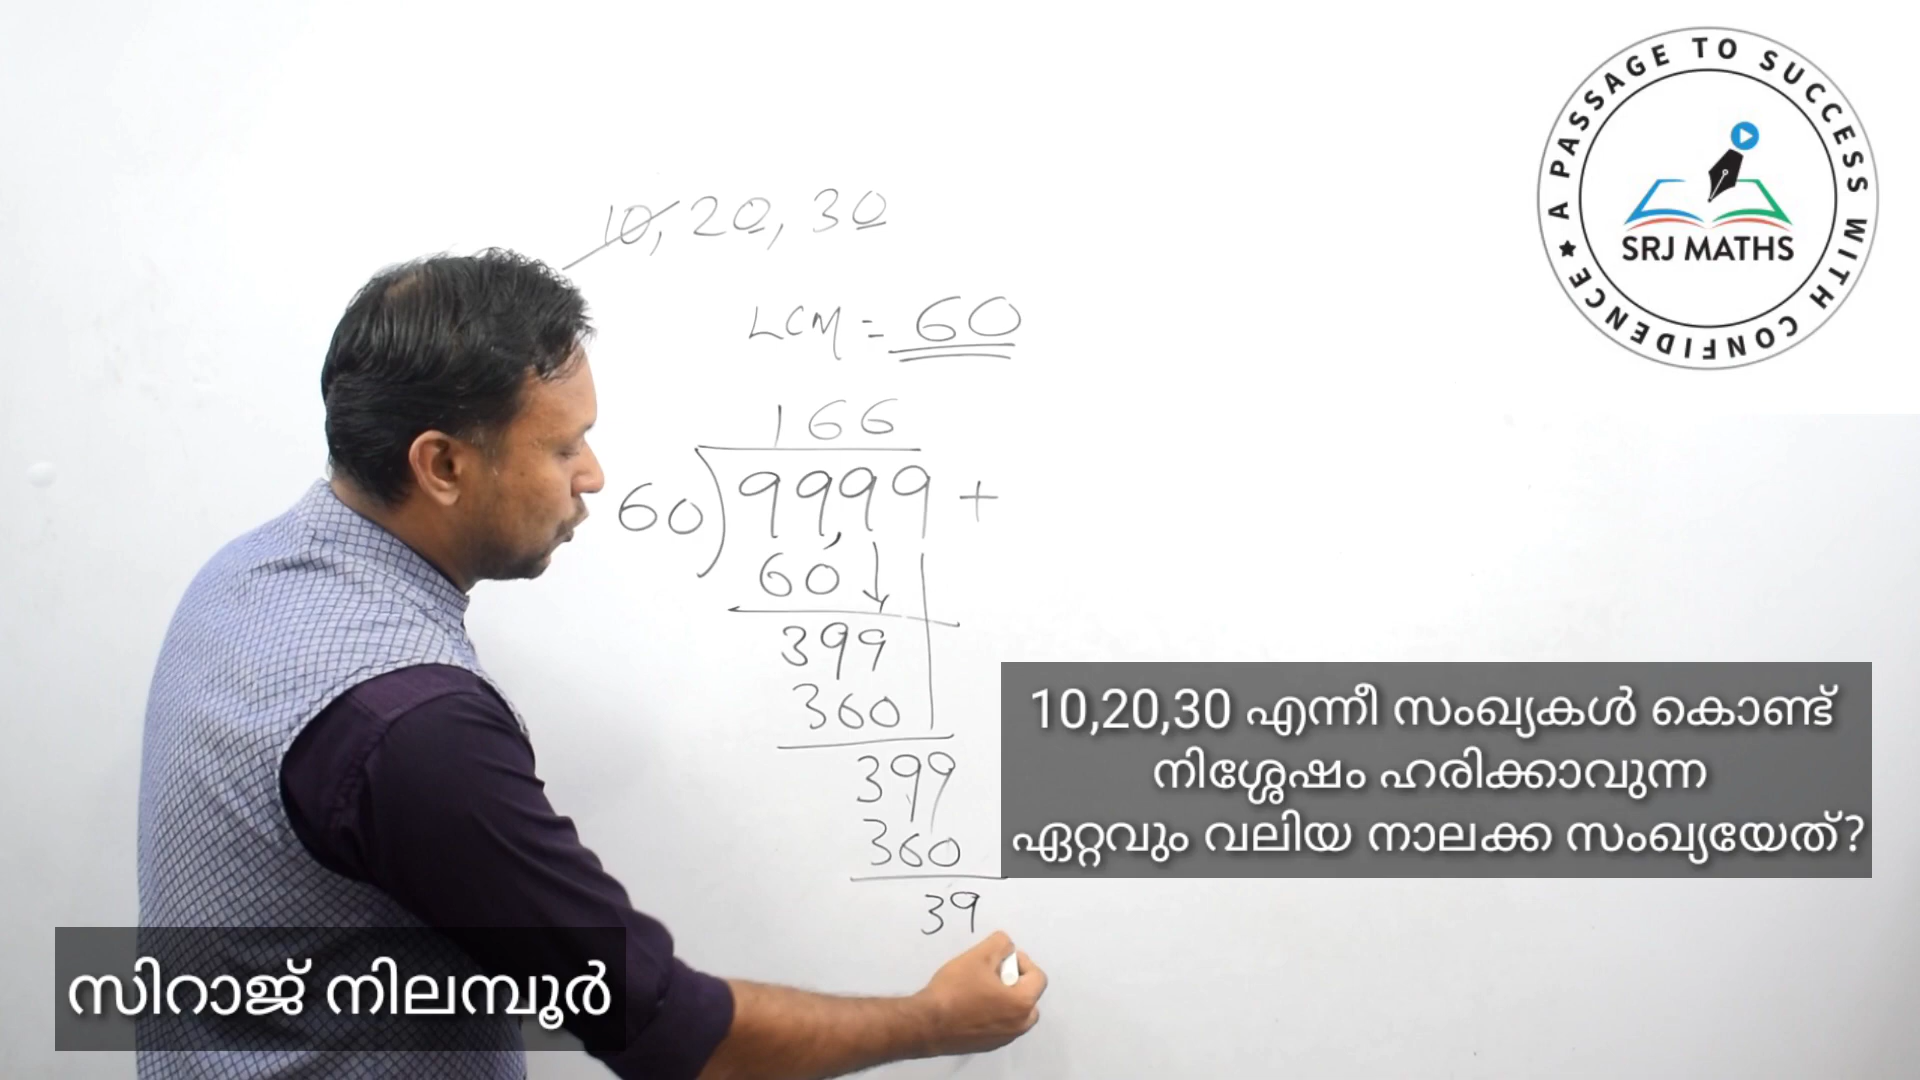 A PASSAGE TO SUCCESS WITH CONFIDENCE ★
SRJ MATHS
10, 20, 30
LCM = 60
166
60) 9999 +
60
399
360
399
360
39
10,20,30 എന്നീ സംഖ്യകൾ കൊണ്ട്
നിശ്ശേഷം ഹരിക്കാവുന്ന
ഏറ്റവും വലിയ നാലക്ക സംഖ്യയേത്?
സിറാജ് നിലമ്പൂർ